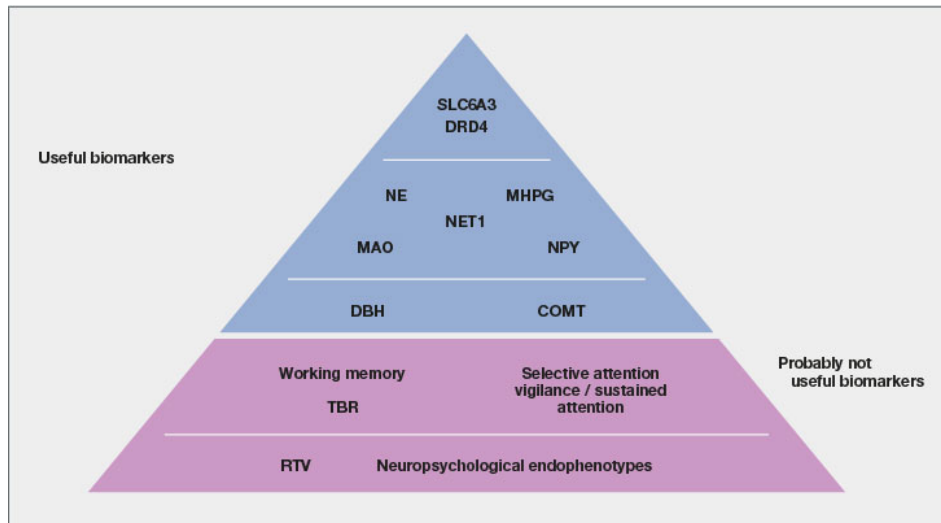 SLC6A3
DRD4
Useful biomarkers
NE MHPG
NET1
MAO NPY
DBH COMT
Working memory
TBR
Selective attention
vigilance / sustained
attention
Probably not
useful biomarkers
RTV Neuropsychological endophenotypes